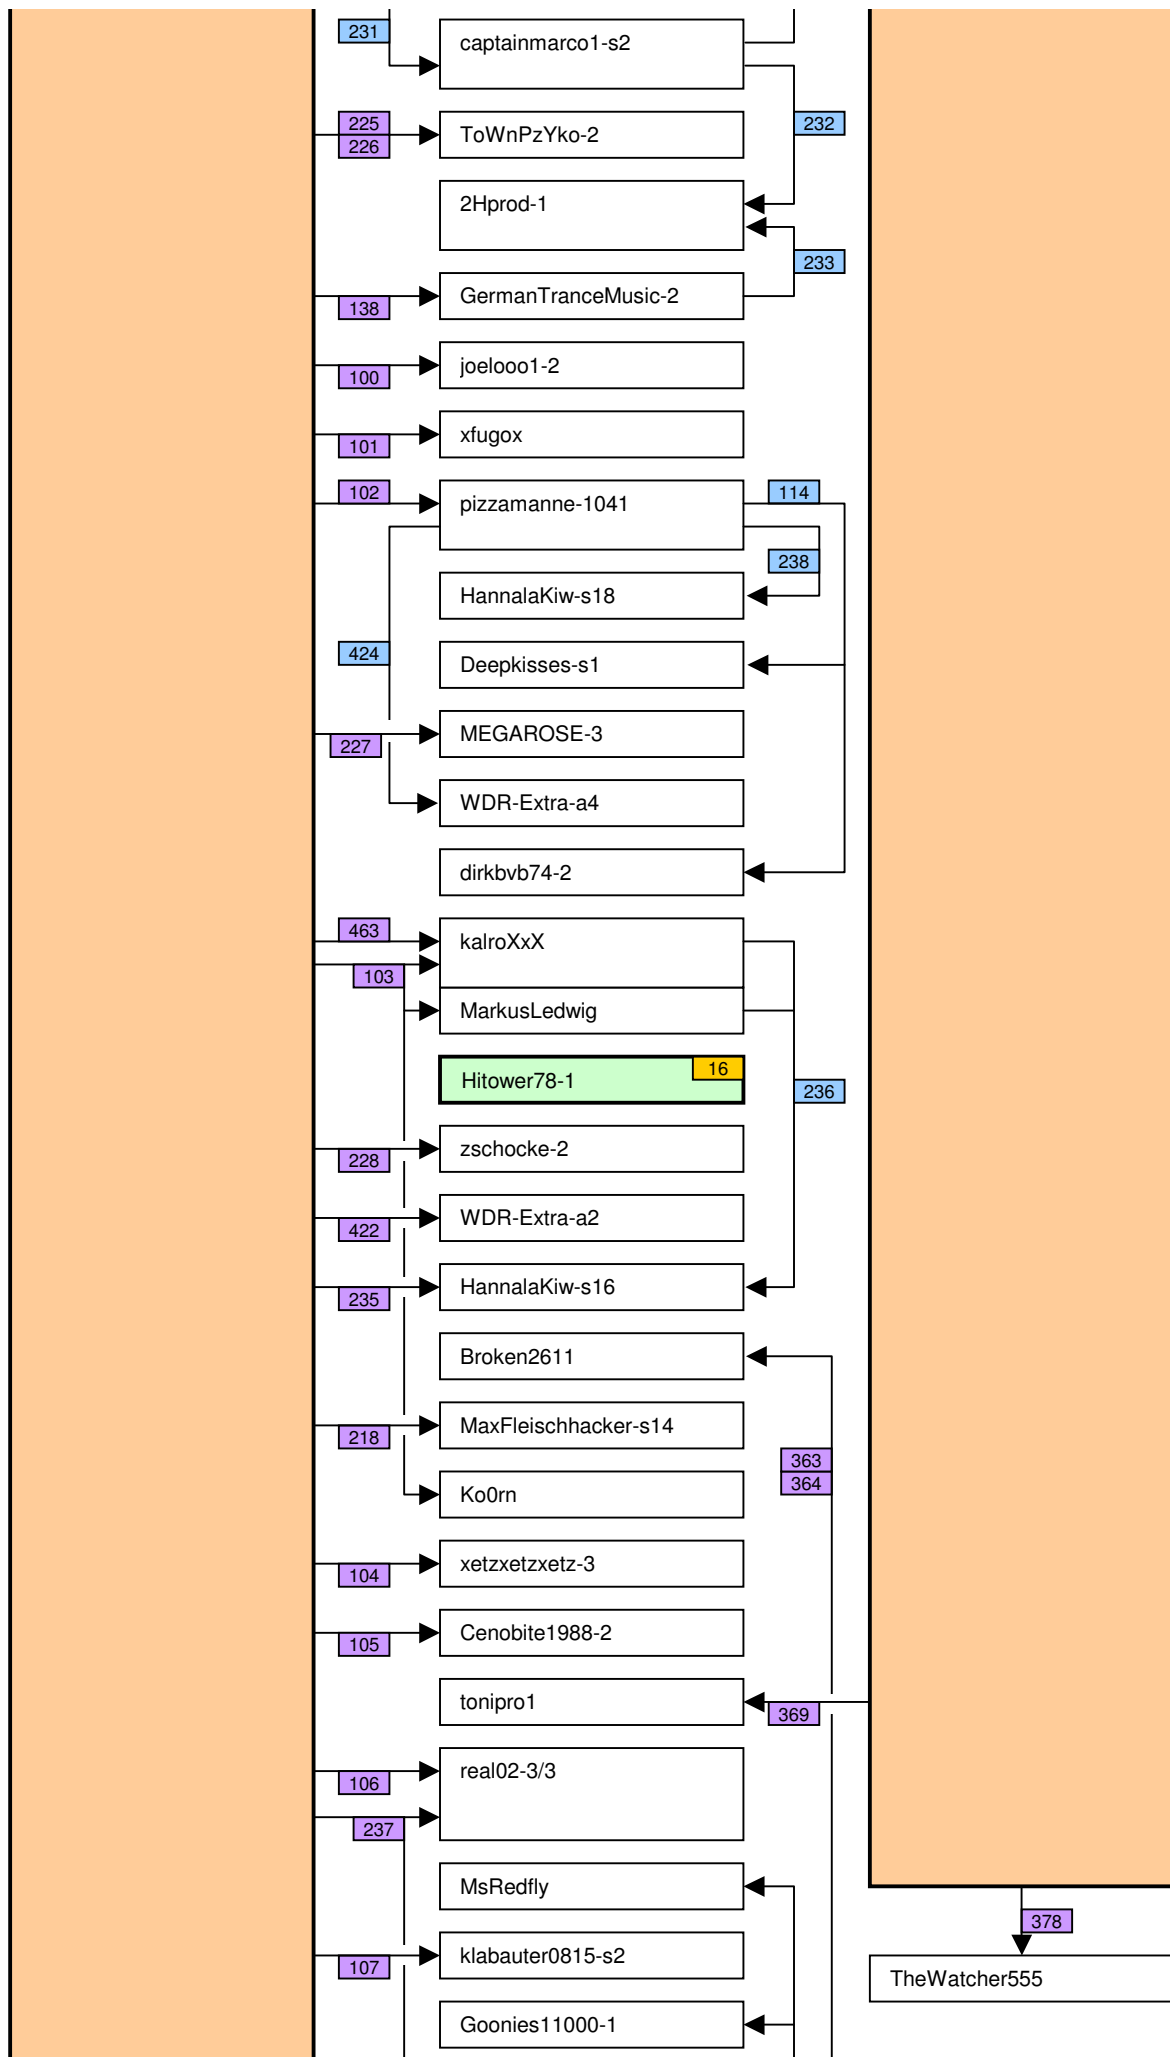 231
captainmarco1-s2
232
225
226
ToWnPzYko-2
2Hprod-1
233
138
GermanTranceMusic-2
100
joelooo1-2
101
xfugox
102
pizzamanne-1041
114
238
HannalaKiw-s18
424
Deepkisses-s1
227
MEGAROSE-3
WDR-Extra-a4
dirkbvb74-2
463
kalroXxX
103
MarkusLedwig
Hitower78-1
16
236
228
zschocke-2
422
WDR-Extra-a2
235
HannalaKiw-s16
Broken2611
218
MaxFleischhacker-s14
363
364
Ko0rn
104
xetzxetzxetz-3
105
Cenobite1988-2
tonipro1
369
106
real02-3/3
237
MsRedfly
378
107
klabauter0815-s2
TheWatcher555
Goonies11000-1